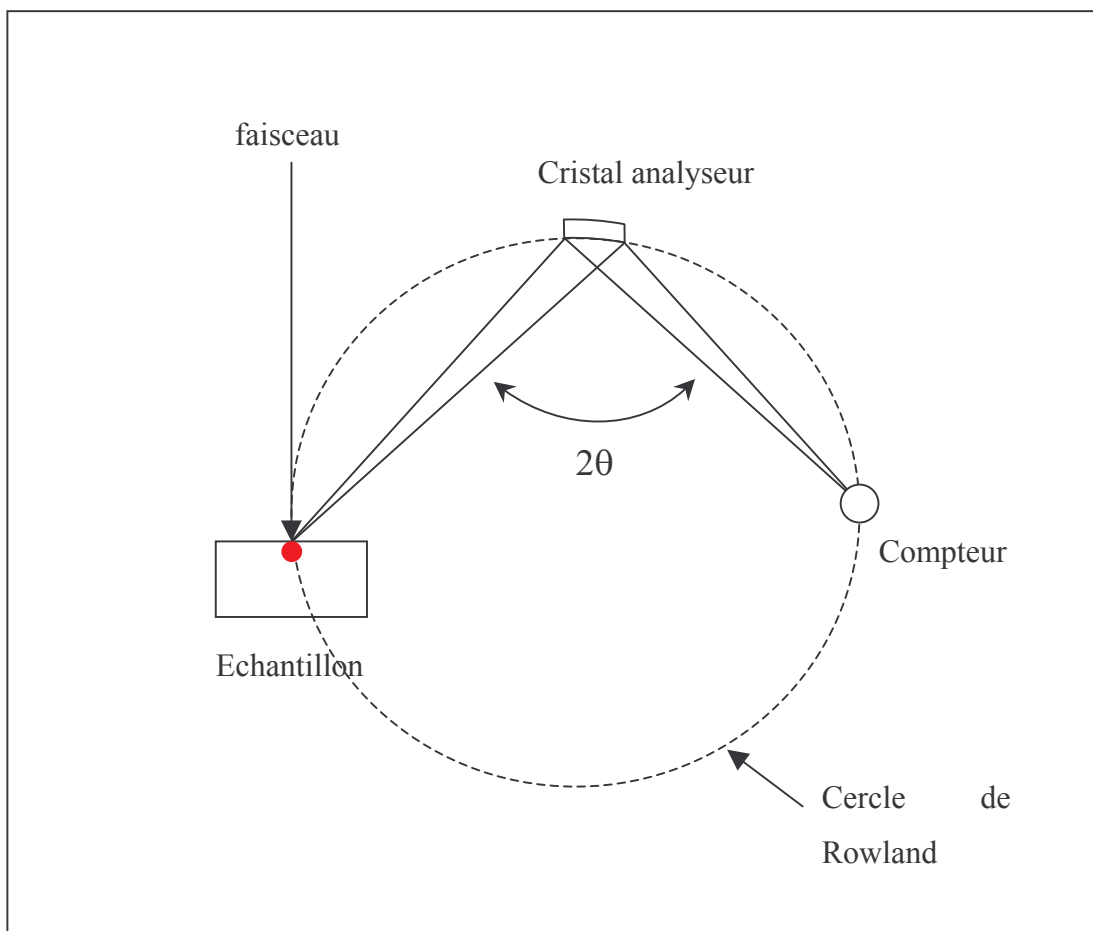 faisceau
Cristal analyseur
2θ
Compteur
Echantillon
Cercle de
Rowland